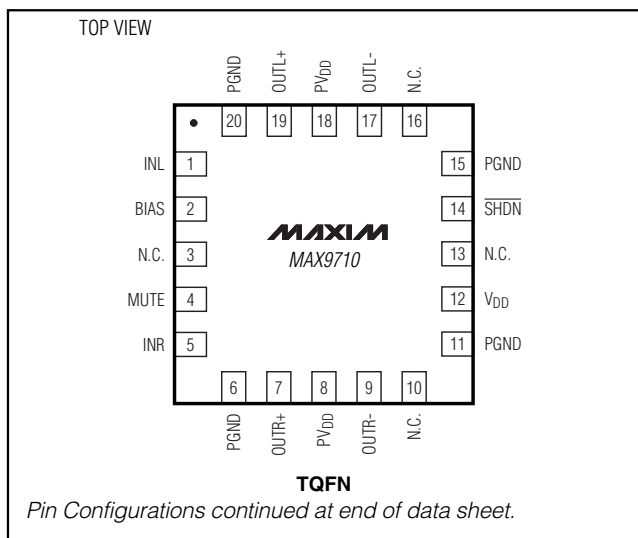 TOP VIEW
PGND OUTL+ PVDD OUTL- N.C.
20 19 18 17 16
INL 1
BIAS 2
N.C. 3
MUTE 4
INR 5
15 PGND
14 SHDN
13 N.C.
12 VDD
11 PGND
MAXIM
MAX9710
6 7 8 9 10
PGND OUTR+ PVDD OUTR- N.C.
TQFN
Pin Configurations continued at end of data sheet.